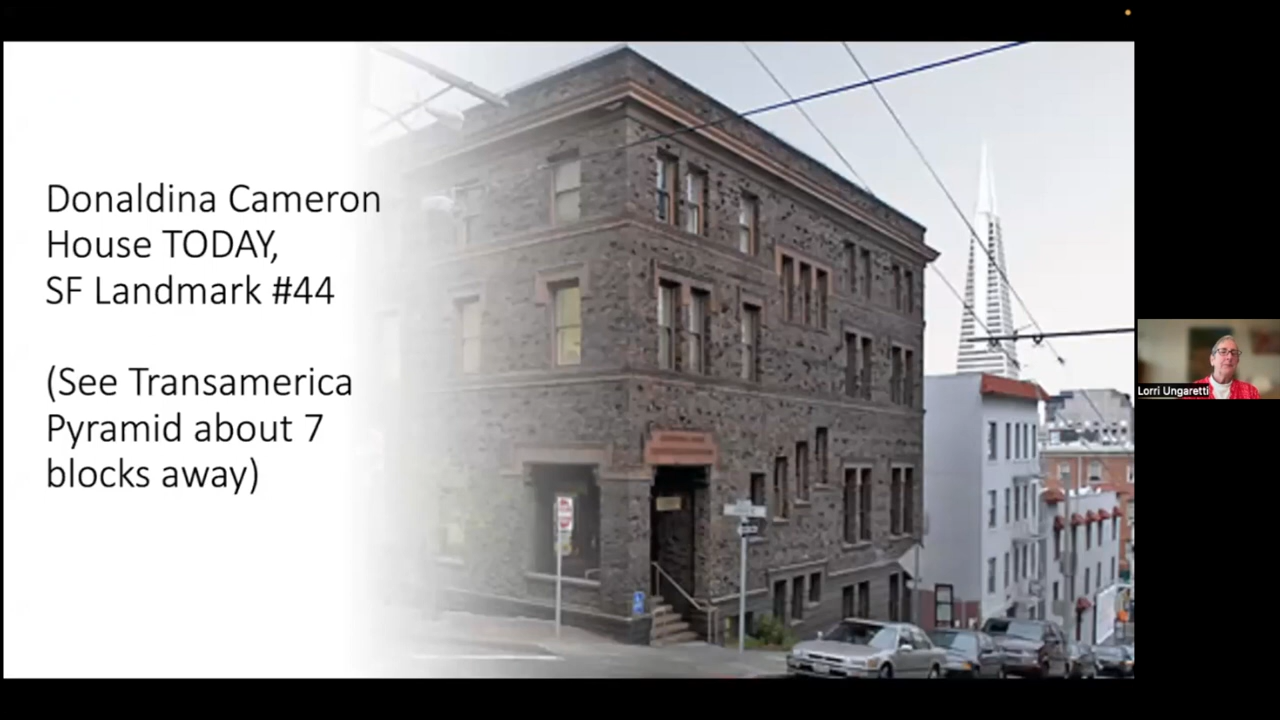 Donaldina Cameron
House TODAY,
SF Landmark #44
(See Transamerica
Pyramid about 7
blocks away)
Lorri Ungaretti